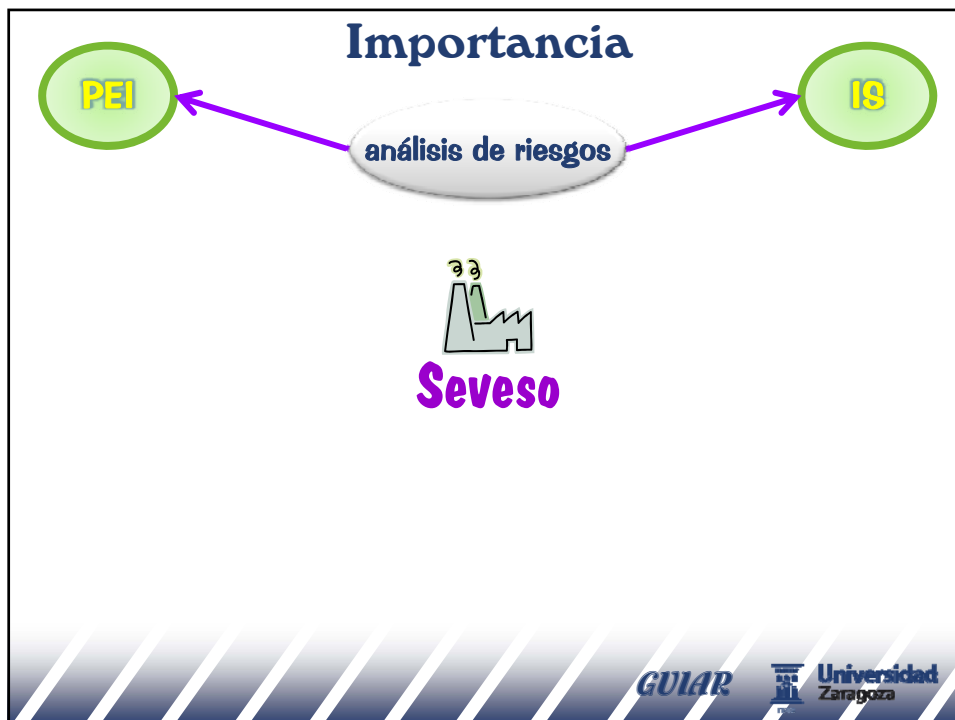 Importancia
PEI
IS
análisis de riesgos
Seveso
GUIAR
Universidad
Zaragoza